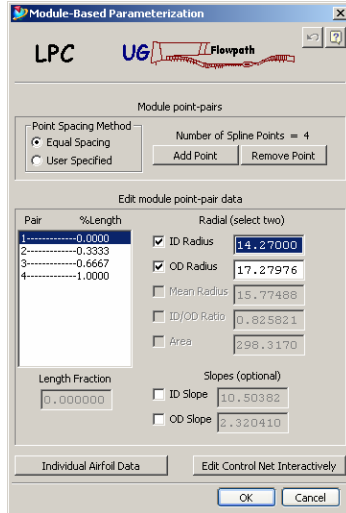 Module-Based Parameterization
LPC UG Flowpath
Module point-pairs
Point Spacing Method
Equal Spacing
User Specified
Number of Spline Points = 4
Add Point Remove Point
Edit module point-pair data
Pair %Length Radial (select two)
1-------------0.0000
2-------------0.3333
3-------------0.6667
4-------------1.0000
ID Radius 14.27000
OD Radius 17.27976
Mean Radius 15.77488
ID/OD Ratio 0.825821
Area 298.3170
Length Fraction
0.000000
Slopes (optional)
ID Slope 10.50382
OD Slope 2.320410
Individual Airfoil Data Edit Control Net Interactively
OK Cancel